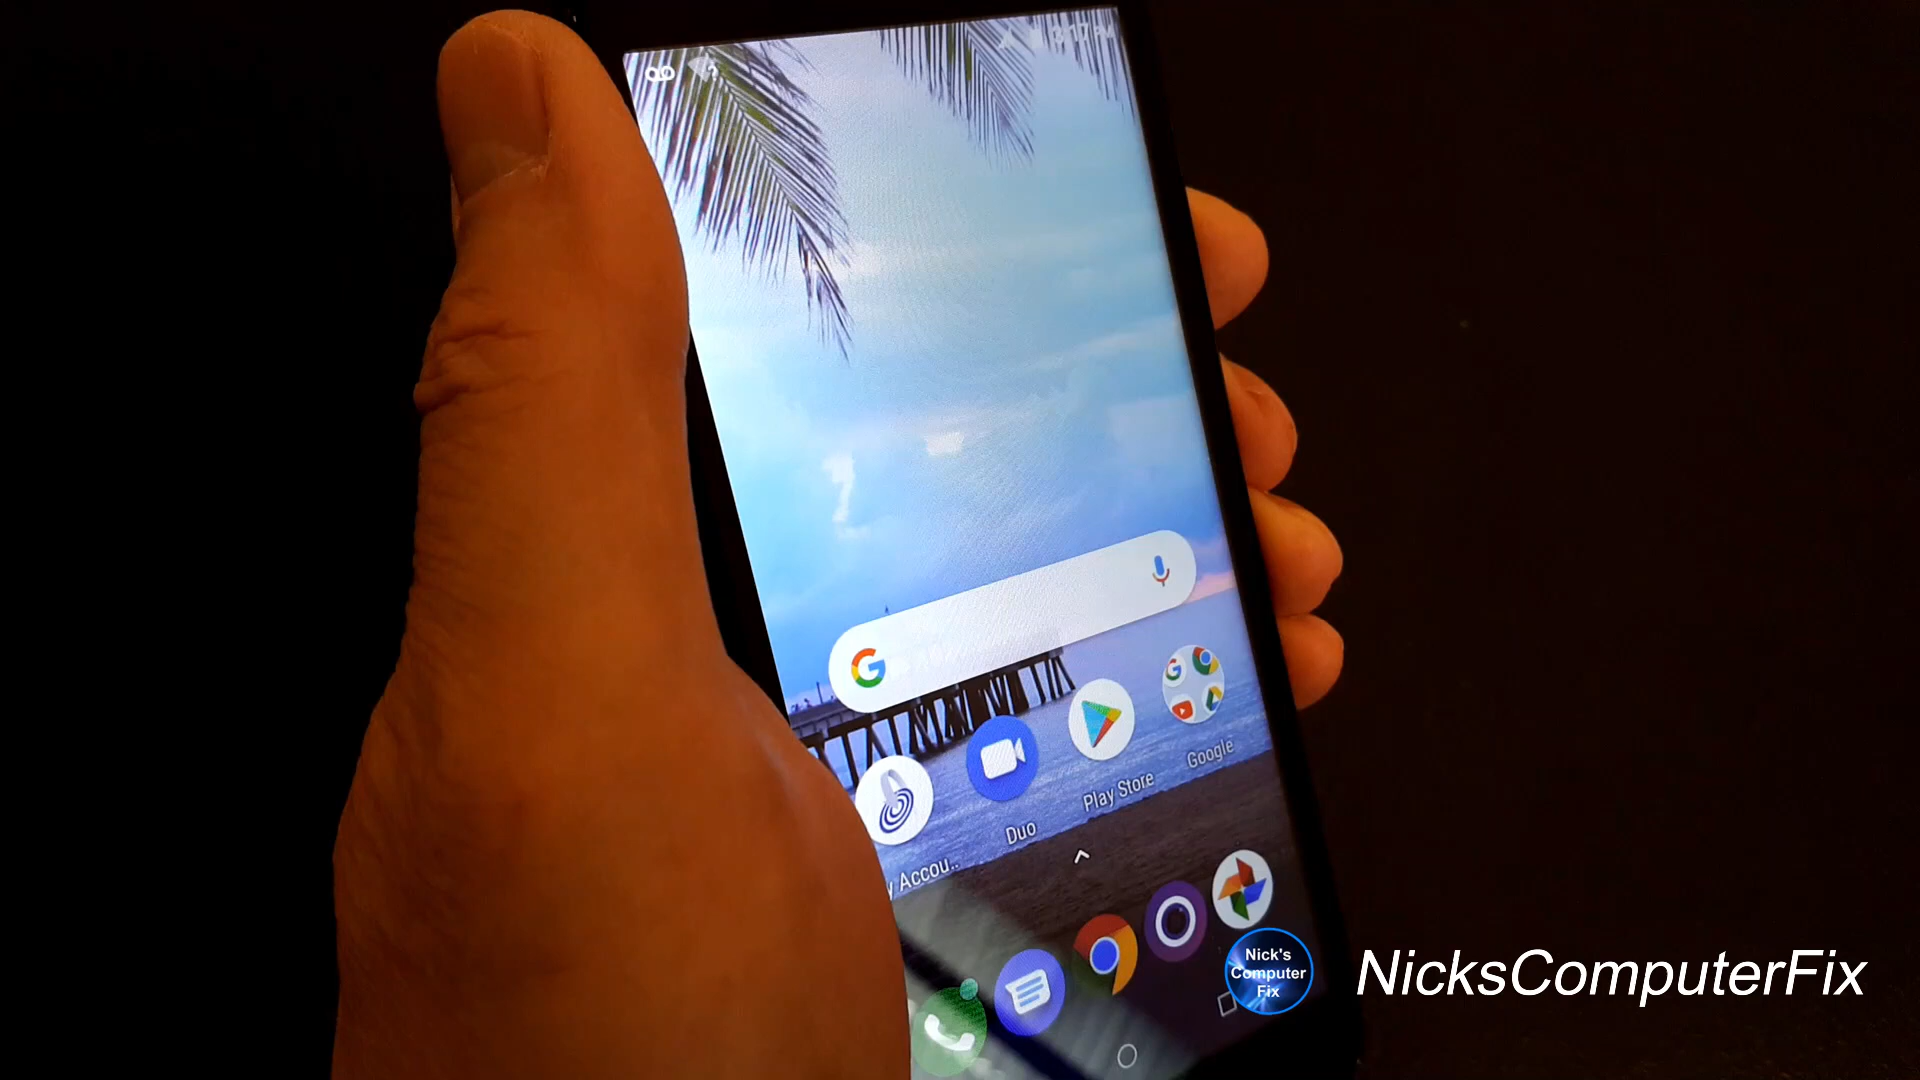 Duo
Play Store
Google
y Accou..
Nick's
Computer
Fix
NicksComputerFix